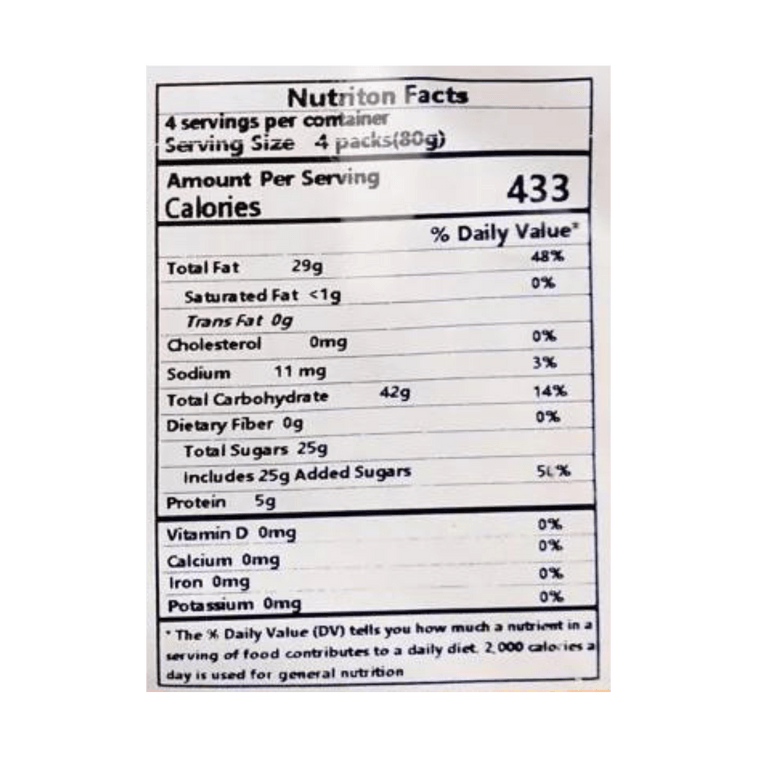 Nutriton Facts
4 servings per container
Serving Size 4 packs(80g)
Amount Per Serving
Calories 433
% Daily Value*
Total Fat 29g 48%
Saturated Fat <1g 0%
Trans Fat 0g
Cholesterol 0mg 0%
Sodium 11 mg 3%
Total Carbohydrate 42g 14%
Dietary Fiber 0g 0%
Total Sugars 25g
Includes 25g Added Sugars
Protein 5g
Vitamin D 0mg 0%
Calcium 0mg 0%
Iron 0mg 0%
Potassium 0mg 0%
* The % Daily Value (DV) tells you how much a nutrient in a
serving of food contributes to a daily diet. 2,000 calories a
day is used for general nutrition